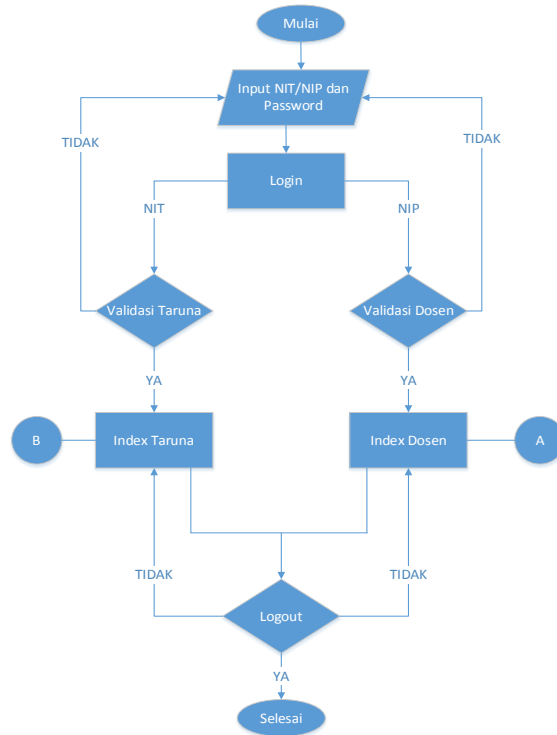 Mulai
Input NIT/NIP dan
Password
TIDAK
TIDAK
Login
NIT
NIP
Validasi Taruna
Validasi Dosen
YA
YA
B
Index Taruna
Index Dosen
A
TIDAK
TIDAK
Logout
YA
Selesai